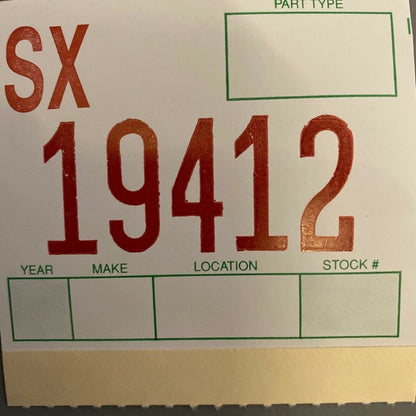 PART TYPE
SX
19412
YEAR MAKE LOCATION STOCK #